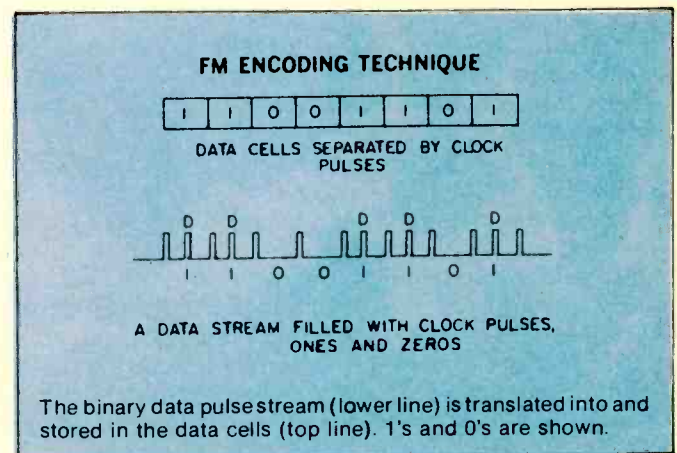 FM ENCODING TECHNIQUE
1 1 0 0 1 1 0 1
DATA CELLS SEPARATED BY CLOCK
PULSES
D D D D D
1 1 0 0 1 1 0 1
A DATA STREAM FILLED WITH CLOCK PULSES,
ONES AND ZEROS
The binary data pulse stream (lower line) is translated into and
stored in the data cells (top line). 1's and 0's are shown.